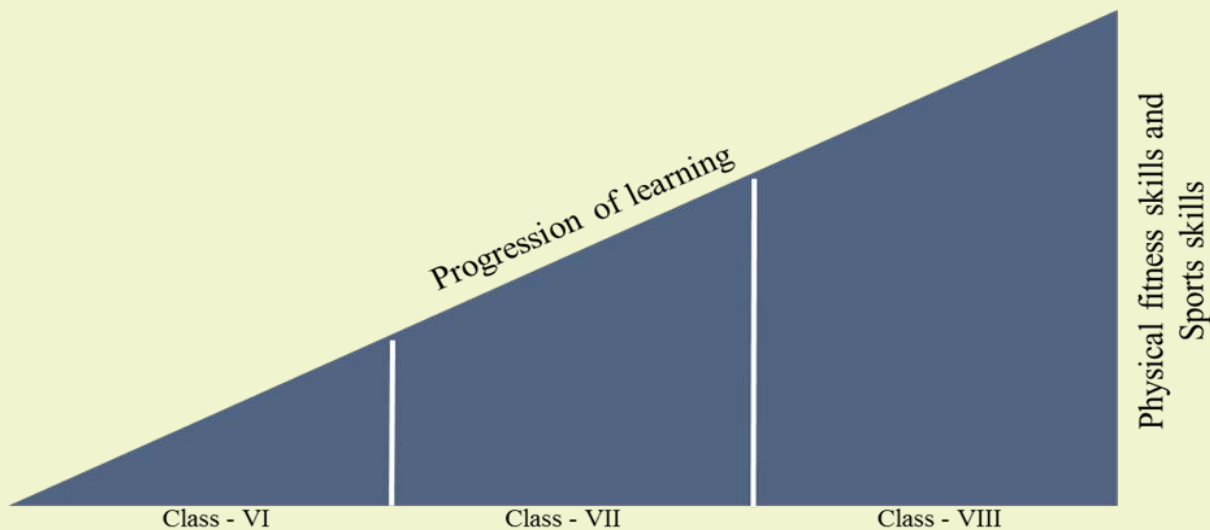 Progression of learning
Physical fitness skills and
Sports skills
Class - VI
Class - VII
Class - VIII